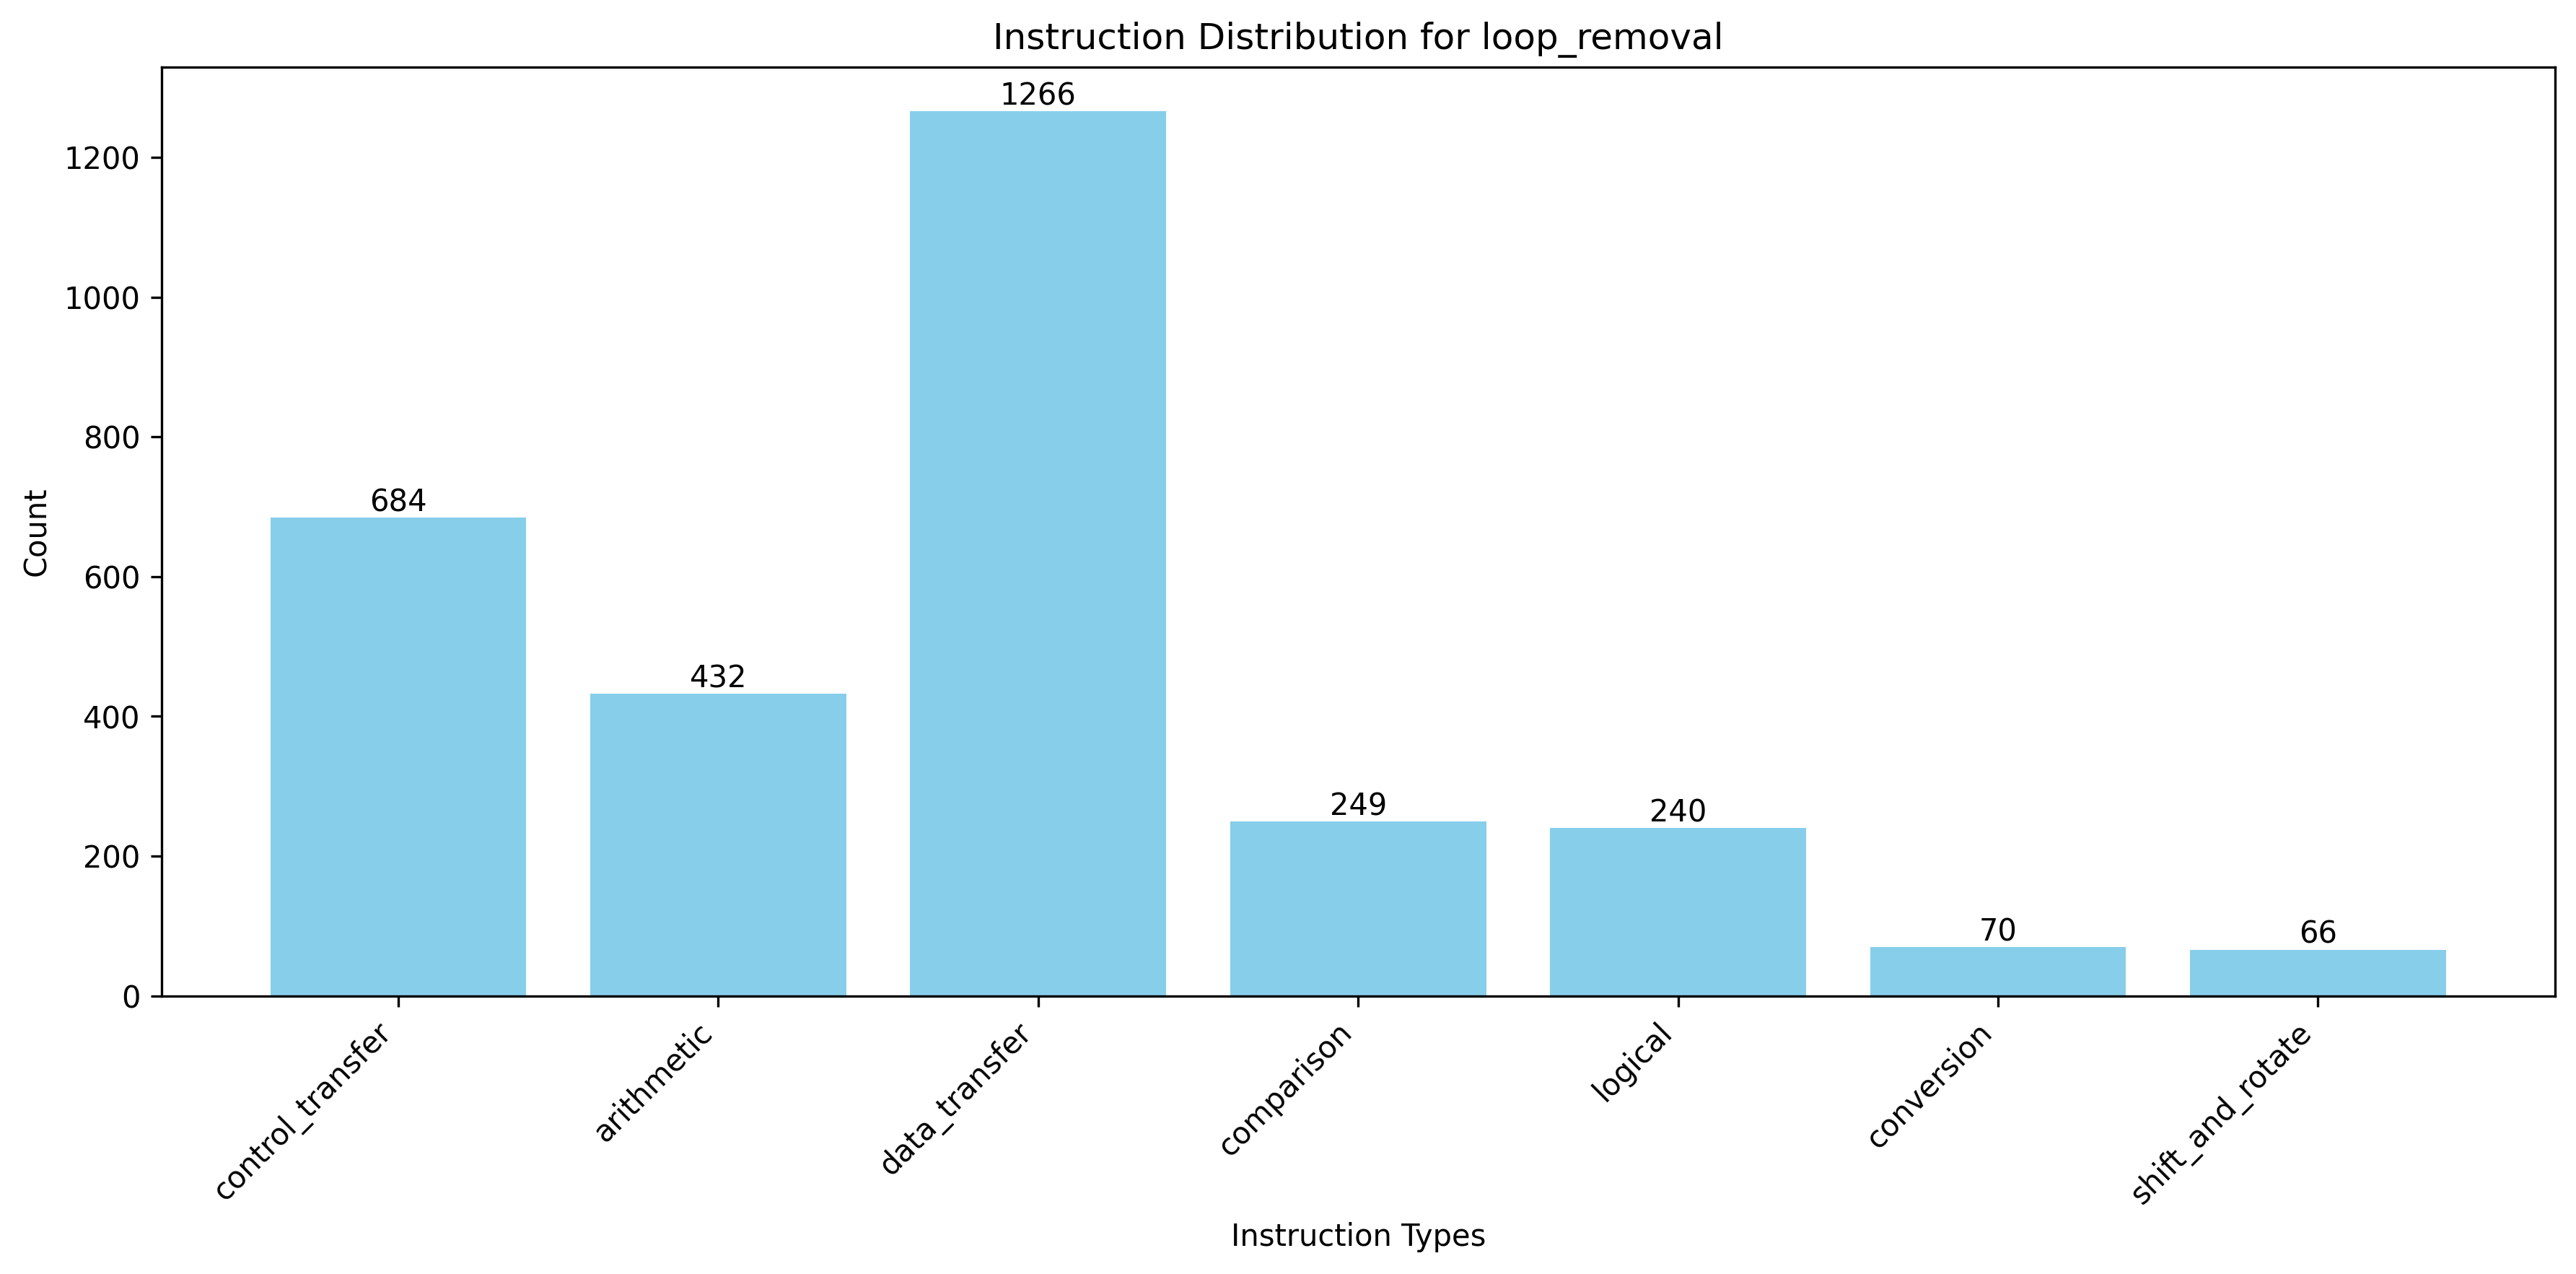 Instruction Distribution for loop_removal
1266
684
432
249
240
70
66
1200
1000
800
600
400
200
0
Count
control_transfer
arithmetic
data_transfer
comparison
logical
conversion
shift_and_rotate
Instruction Types